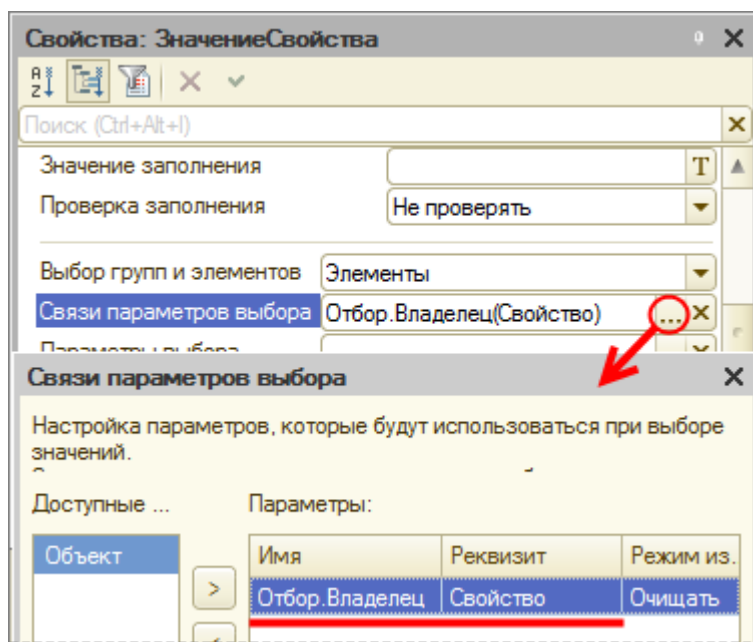 Свойства: ЗначениеСвойства
Поиск (Ctrl+Alt+I)
Значение заполнения T
Проверка заполнения Не проверять
Выбор групп и элементов Элементы
Связи параметров выбора Отбор.Владелец(Свойство) ...
Параметры выбора
Связи параметров выбора
Настройка параметров, которые будут использоваться при выборе
значений.
Доступные ... Параметры:
Объект Имя Реквизит Режим из.
> Отбор.Владелец Свойство Очищать